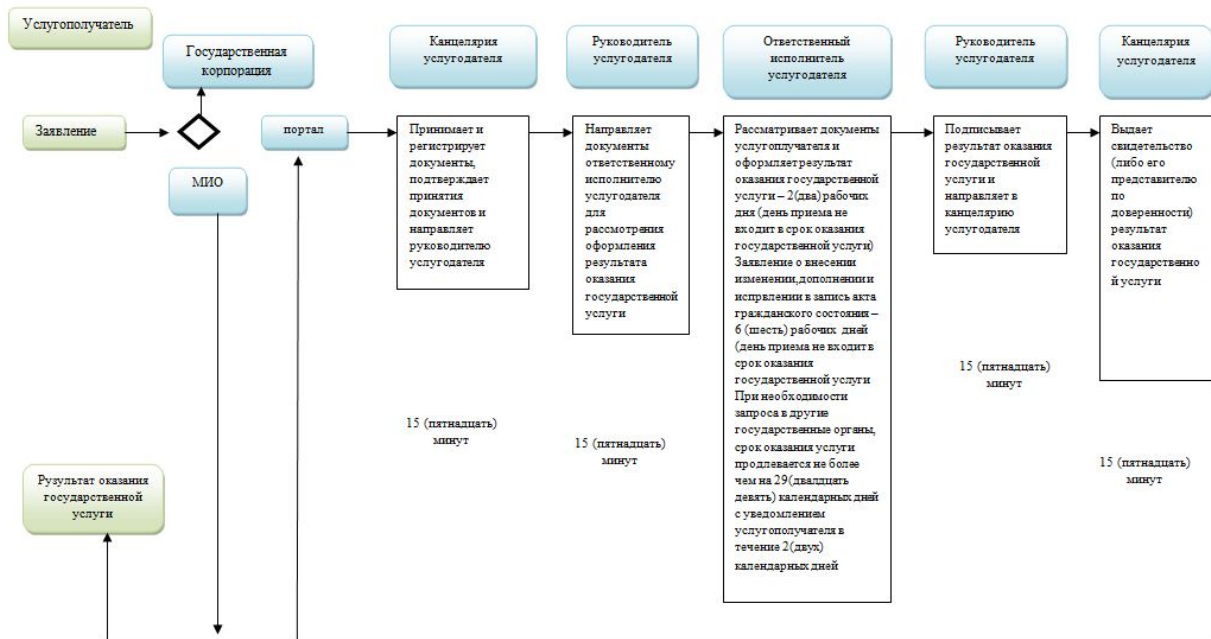 Услугополучатель
Государственная
корпорация
Канцелярия
услугодателя
Руководитель
услугодателя
Ответственный
исполнитель
услугодателя
Руководитель
услугодателя
Канцелярия
услугодателя
Заявление
портал
МИО
Принимает и
регистрирует
документы,
подтверждает
принятия
документов и
направляет
руководителю
услугодателя
15 (пятнадцать)
минут
Направляет
документы
ответственному
исполнителю
услугодателя
для
рассмотрения
оформления
результата
оказания
государственной
услуги
15 (пятнадцать)
минут
Рассматривает документы
услугоплучателя и
оформляет результат
оказания государственной
услуги – 2(два) рабочих
дня (день приема не
входит в срок оказания
государственной услуги)
Заявление о внесении
изменении, дополнении и
испрвлении в запись акта
гражданского состояния –
6 (шесть) рабочих дней
(день приема не входит в
срок оказания
государственной услуги
При необходимости
запроса в другие
государственные органы,
срок оказания услуги
продлевается не более
чем на 29 (двалдцать
девять) календарных дней
с уведомлением
услугополучателя в
течение 2(двух)
календарных дней
Подписывает
результат оказания
государственной
услуги и
направляет в
канцелярию
услугодателя
15 (пятнадцать)
минут
Выдает
свидетельство
(либо его
представителю
по
доверенности)
результат
оказания
государственно
й услуги
15 (пятнадцать)
минут
Рузультат оказания
государственной
услуги